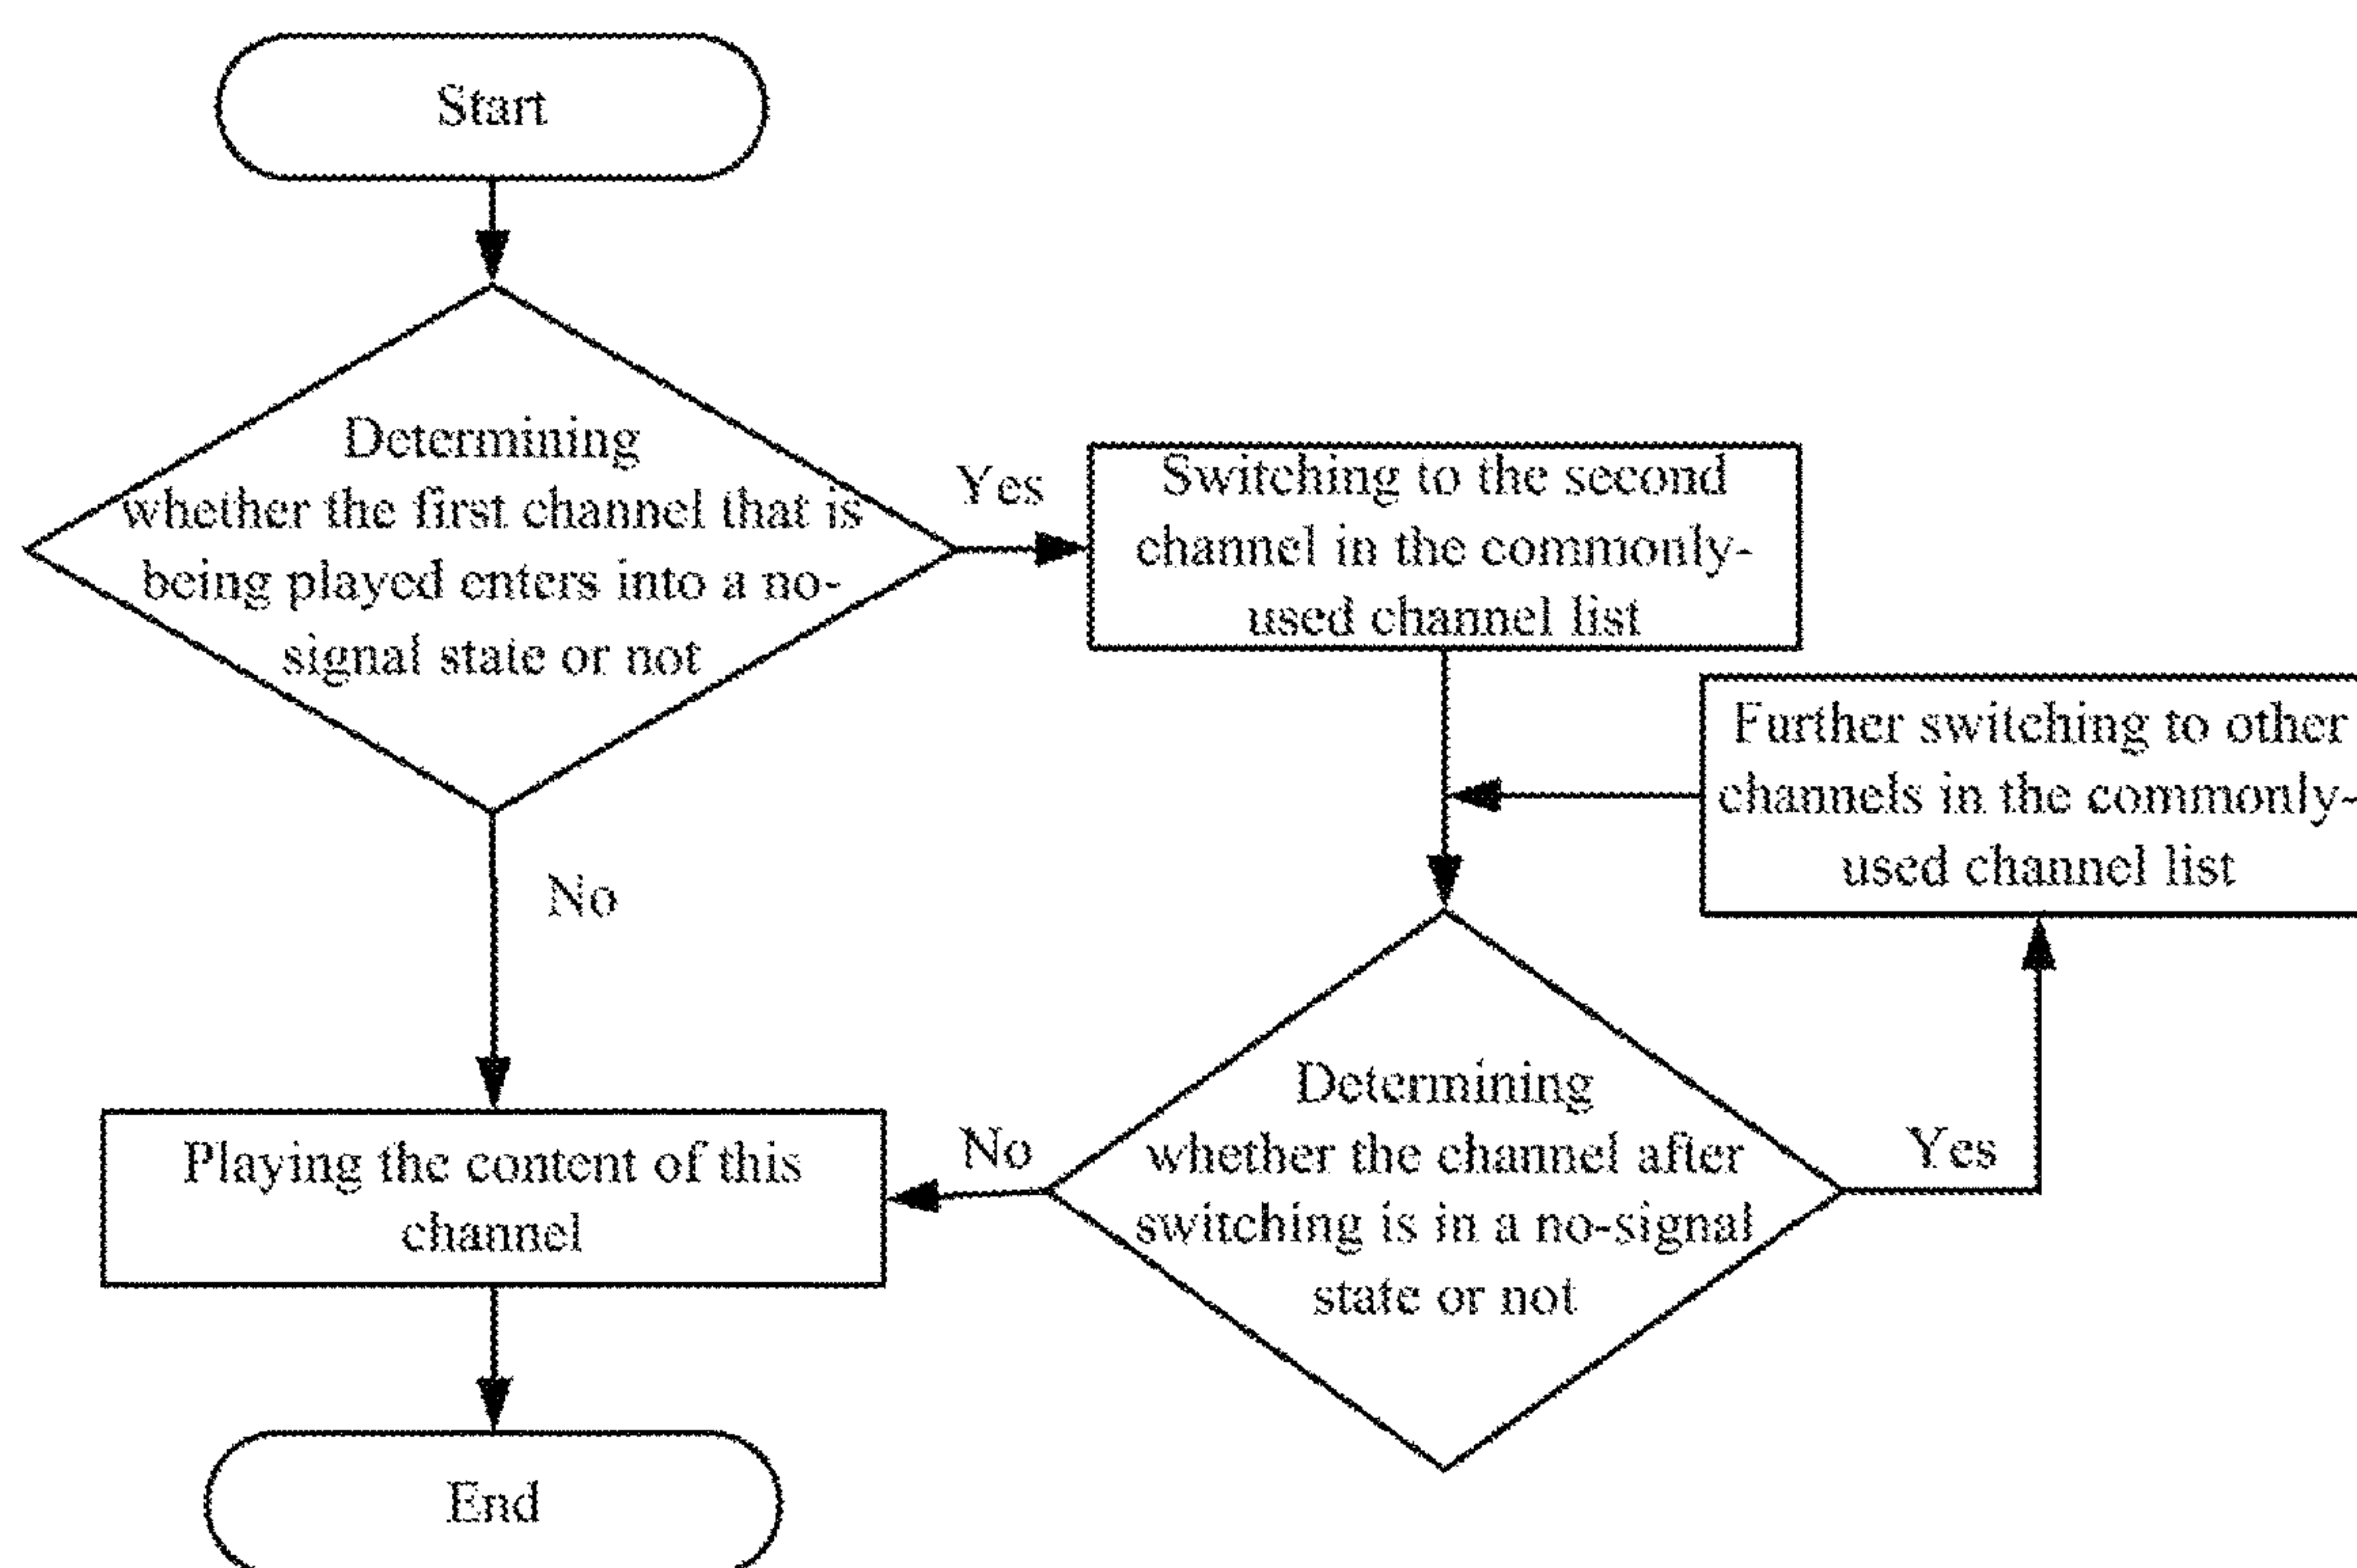 Start
Determining
whether the first channel that is
being played enters into a no-
signal state or not
Yes
Switching to the second
channel in the commonly-
used channel list
Further switching to other
channels in the commonly-
used channel list
No
Determining
whether the channel after
switching is in a no-signal
state or not
Yes
No
Playing the content of this
channel
End